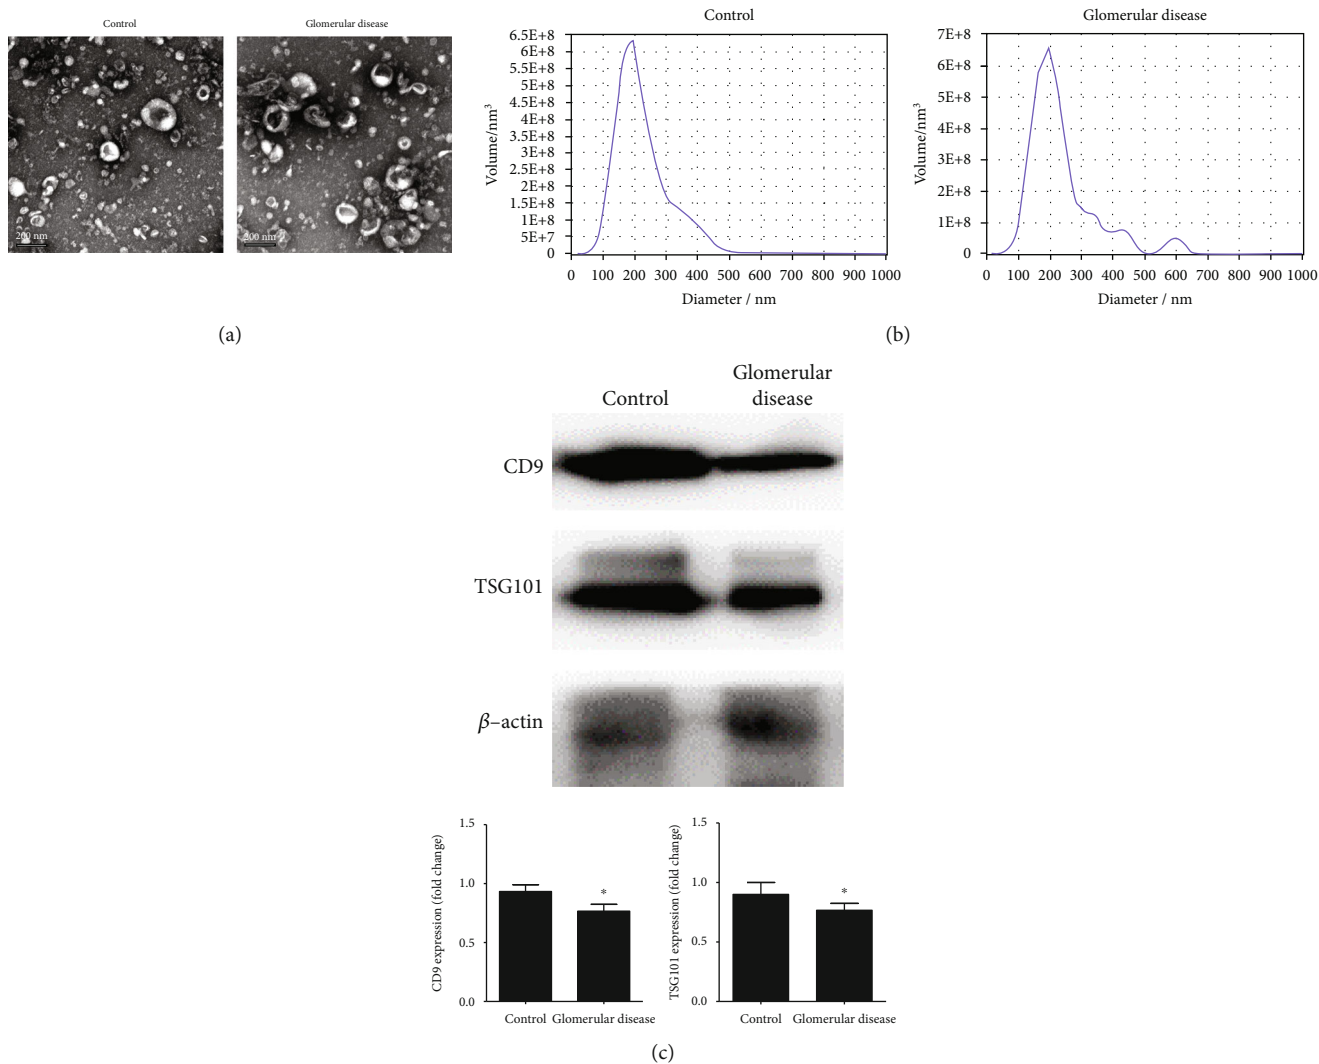 Control
Glomerular disease
200 nm
200 nm
(a)
Control
Volume/nm³
6.5E+8
6E+8
5.5E+8
5E+8
4.5E+8
4E+8
3.5E+8
3E+8
2.5E+8
2E+8
1.5E+8
1E+8
5E+7
0
0 100 200 300 400 500 600 700 800 900 1000
Diameter / nm
Glomerular disease
Volume/nm³
7E+8
6E+8
5E+8
4E+8
3E+8
2E+8
1E+8
0
0 100 200 300 400 500 600 700 800 900 1000
Diameter / nm
(b)
Control
Glomerular
disease
CD9
TSG101
β–actin
CD9 expression (fold change)
1.5
1.0
0.5
0.0
*
Control Glomerular disease
TSG101 expression (fold change)
1.5
1.0
0.5
0.0
*
Control Glomerular disease
(c)